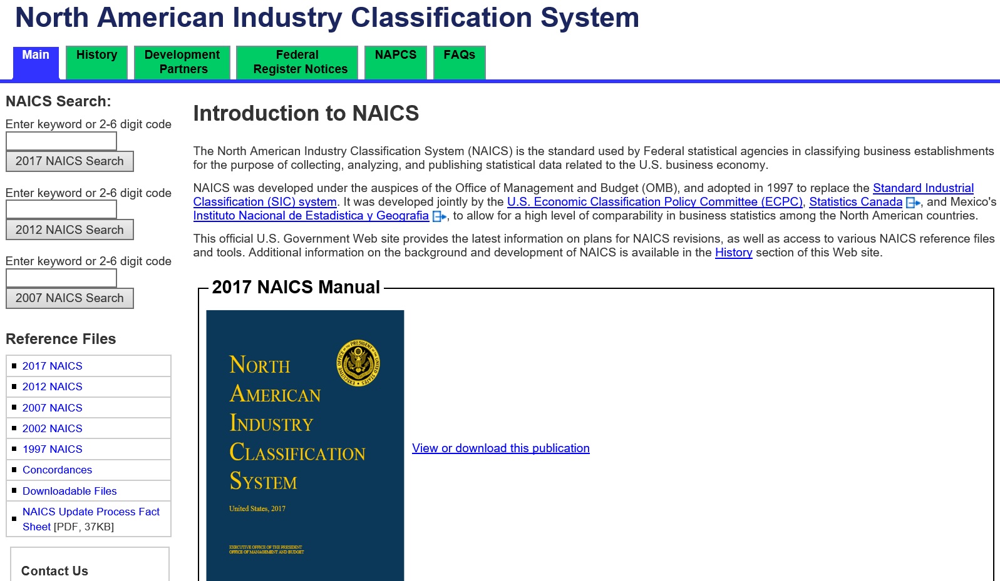 North American Industry Classification System
Main
History
Development
Partners
Federal
Register Notices
NAPCS
FAQs
NAICS Search:
Enter keyword or 2-6 digit code
2017 NAICS Search
Enter keyword or 2-6 digit code
2012 NAICS Search
Enter keyword or 2-6 digit code
2007 NAICS Search
Reference Files
2017 NAICS
2012 NAICS
2007 NAICS
2002 NAICS
1997 NAICS
Concordances
Downloadable Files
NAICS Update Process Fact
Sheet [PDF, 37KB]
Contact Us
Introduction to NAICS
The North American Industry Classification System (NAICS) is the standard used by Federal statistical agencies in classifying business establishments
for the purpose of collecting, analyzing, and publishing statistical data related to the U.S. business economy.
NAICS was developed under the auspices of the Office of Management and Budget (OMB), and adopted in 1997 to replace the Standard Industrial
Classification (SIC) system. It was developed jointly by the U.S. Economic Classification Policy Committee (ECPC), Statistics Canada , and Mexico's
Instituto Nacional de Estadistica y Geografia , to allow for a high level of comparability in business statistics among the North American countries.
This official U.S. Government Web site provides the latest information on plans for NAICS revisions, as well as access to various NAICS reference files
and tools. Additional information on the background and development of NAICS is available in the History section of this Web site.
2017 NAICS Manual
EXECUTIVE OFFICE OF THE PRESIDENT OF THE UNITED STATES
NORTH
AMERICAN
INDUSTRY
CLASSIFICATION
SYSTEM
United States, 2017
EXECUTIVE OFFICE OF THE PRESIDENT
OFFICE OF MANAGEMENT AND BUDGET
View or download this publication